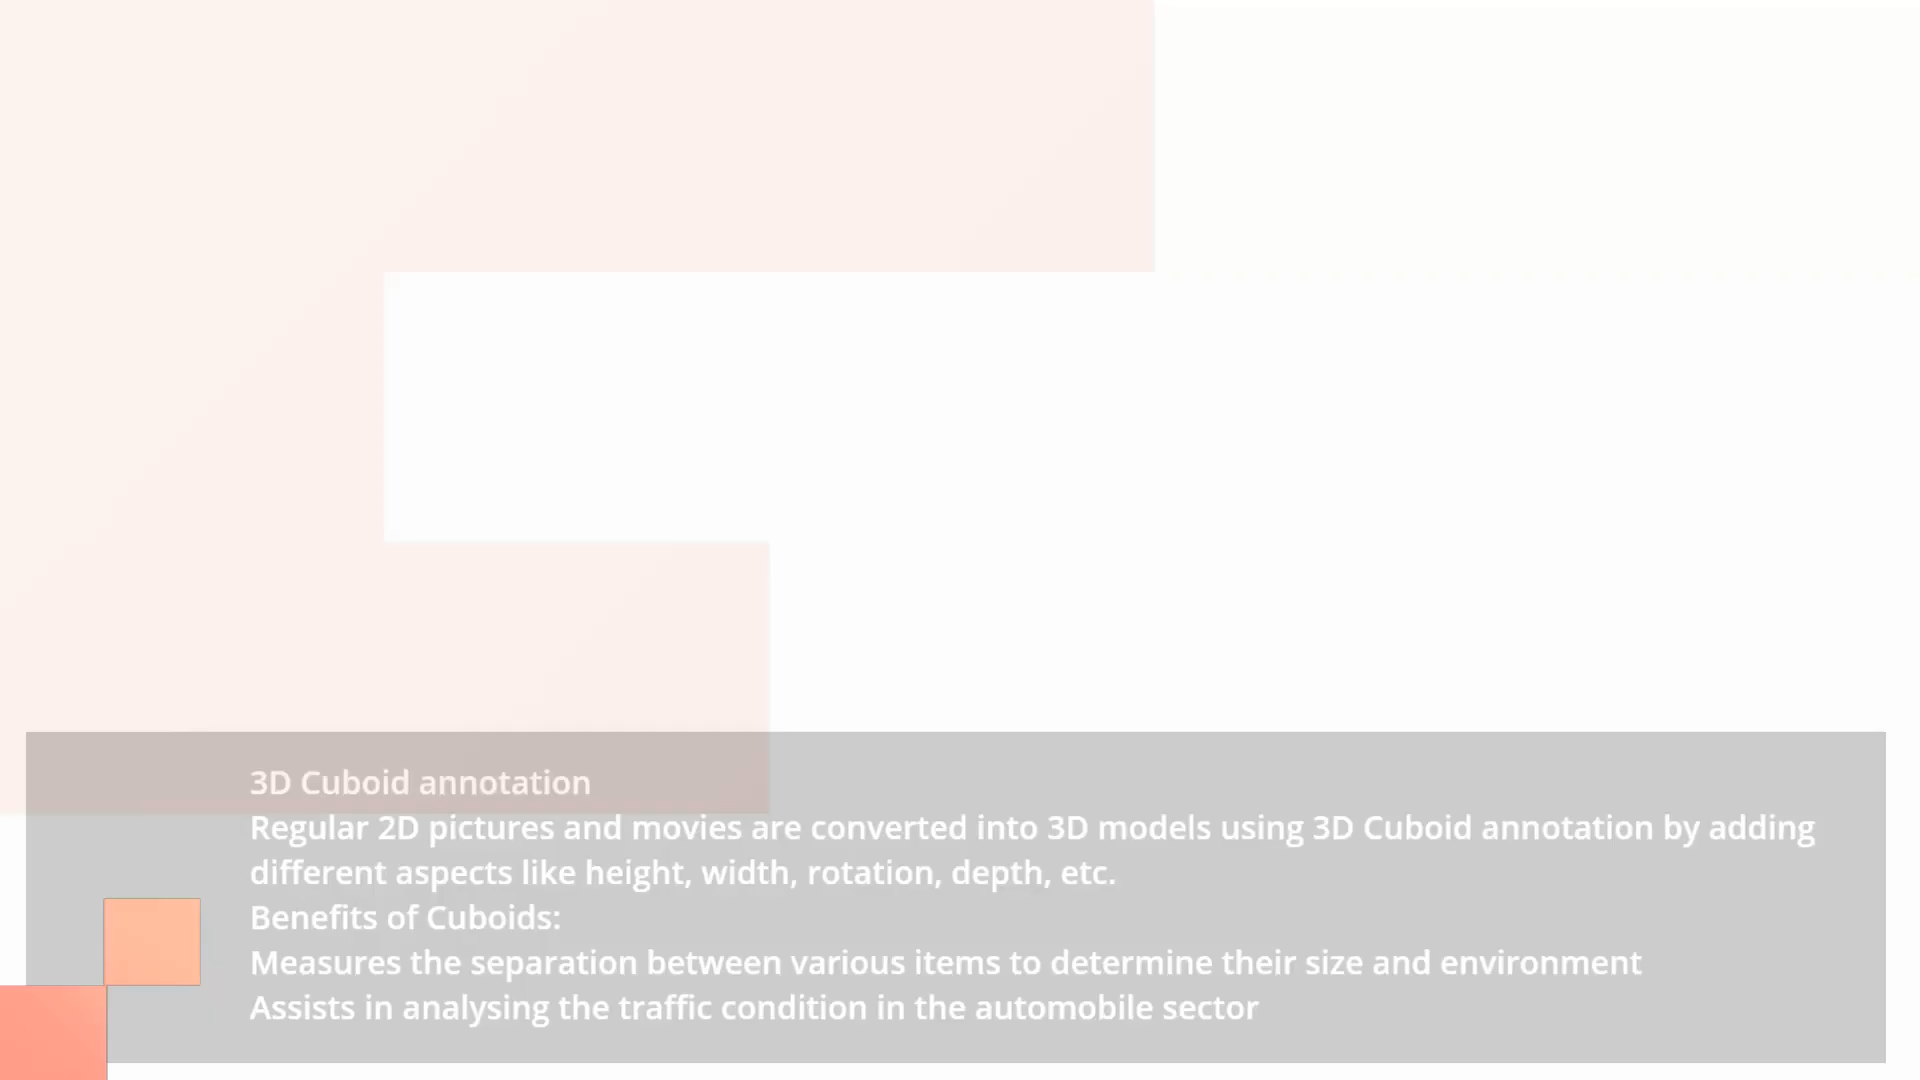 3D Cuboid annotation
Regular 2D pictures and movies are converted into 3D models using 3D Cuboid annotation by adding
different aspects like height, width, rotation, depth, etc.
Benefits of Cuboids:
Measures the separation between various items to determine their size and environment
Assists in analysing the traffic condition in the automobile sector